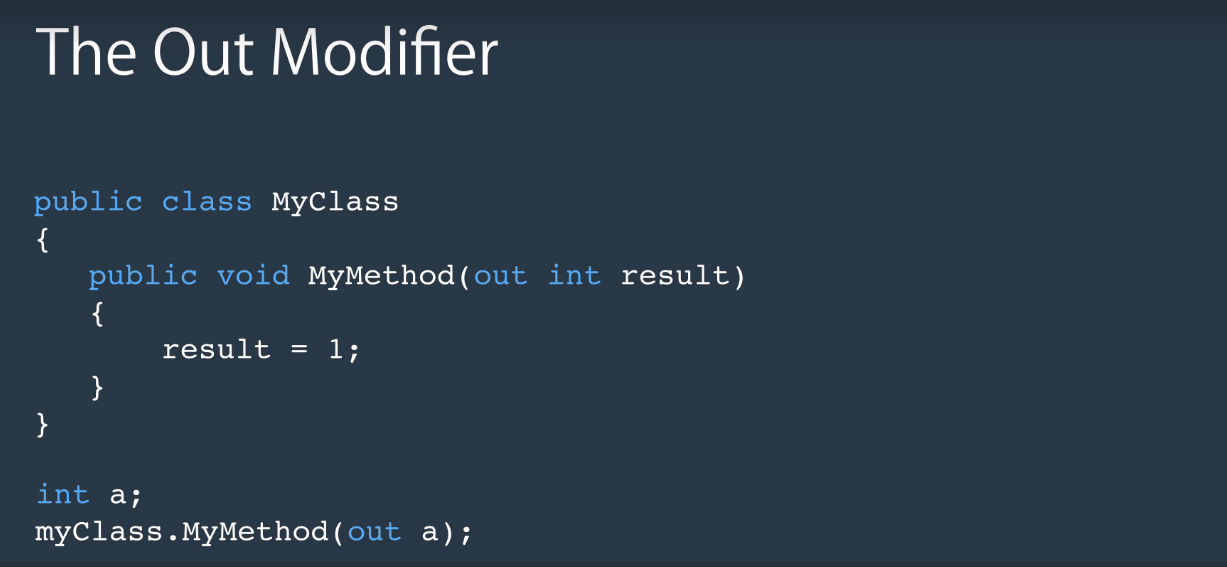 The Out Modifier
public class MyClass
{
public void MyMethod(out int result)
{
result = 1;
}
}
int a;
myClass.MyMethod(out a);